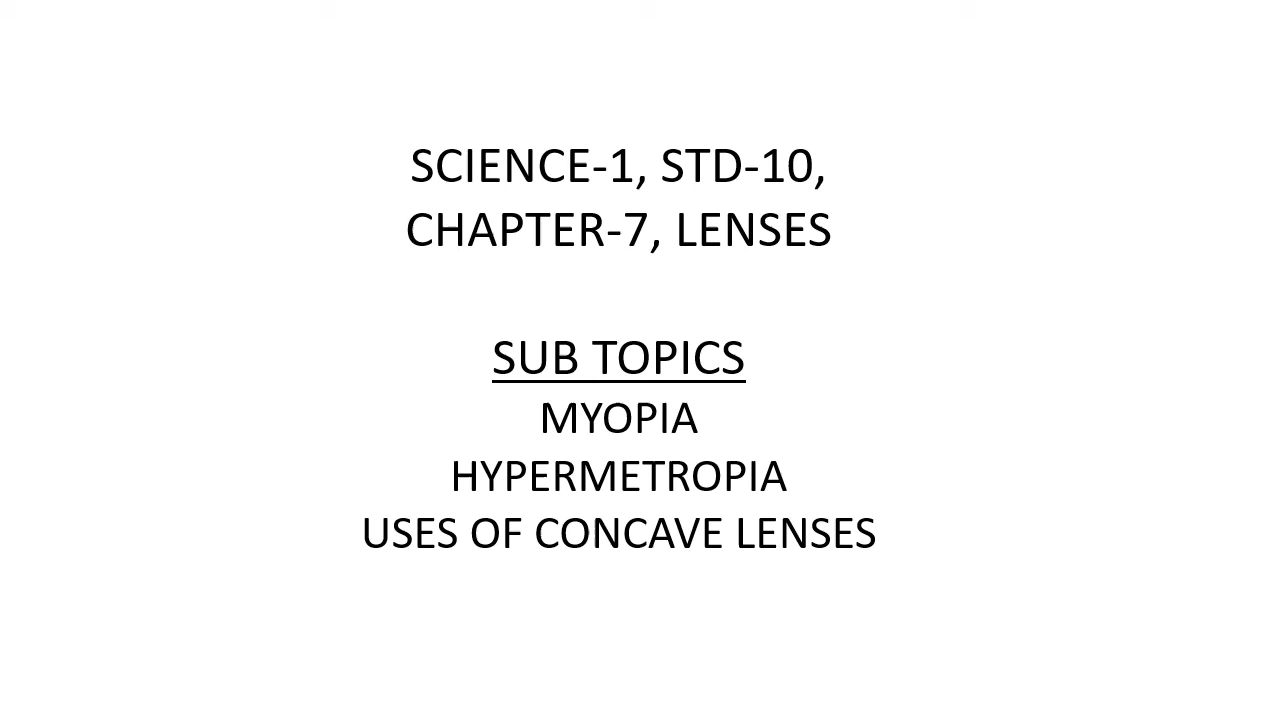 SCIENCE-1, STD-10,
CHAPTER-7, LENSES
SUB TOPICS
MYOPIA
HYPERMETROPIA
USES OF CONCAVE LENSES